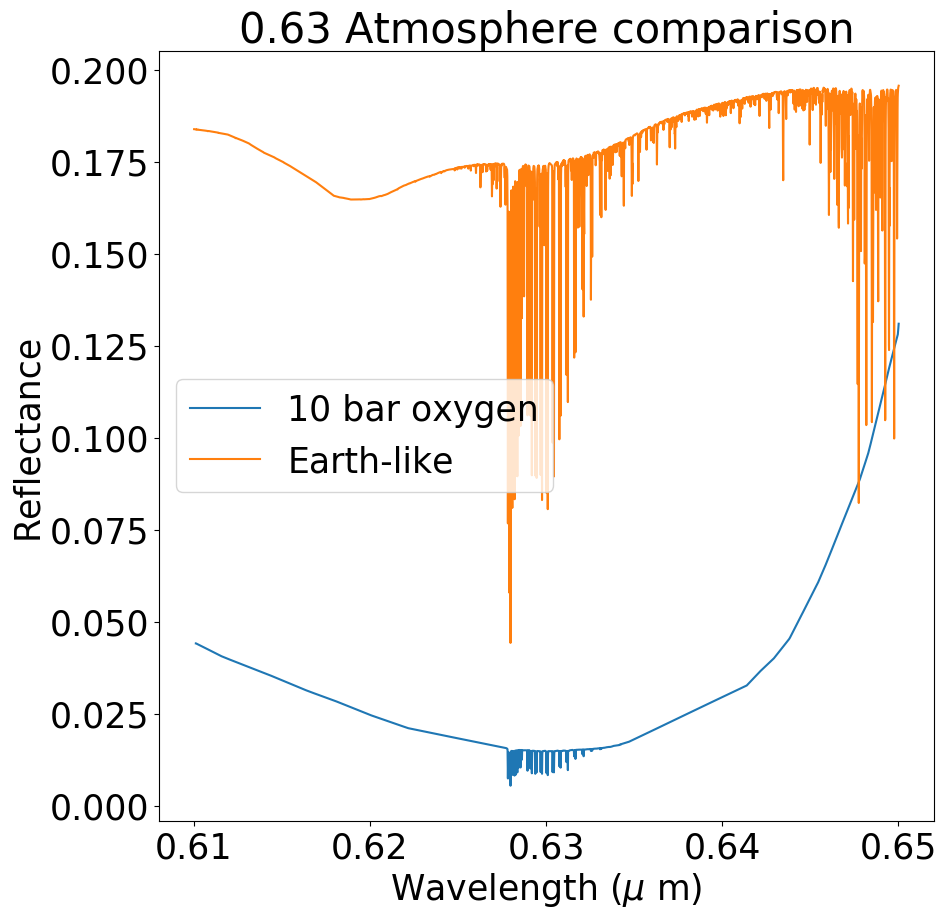 0.63 Atmosphere comparison
0.200
0.175
0.150
0.125
0.100
0.075
0.050
0.025
0.000
Reflectance
10 bar oxygen
Earth-like
0.61 0.62 0.63 0.64 0.65
Wavelength (μ m)